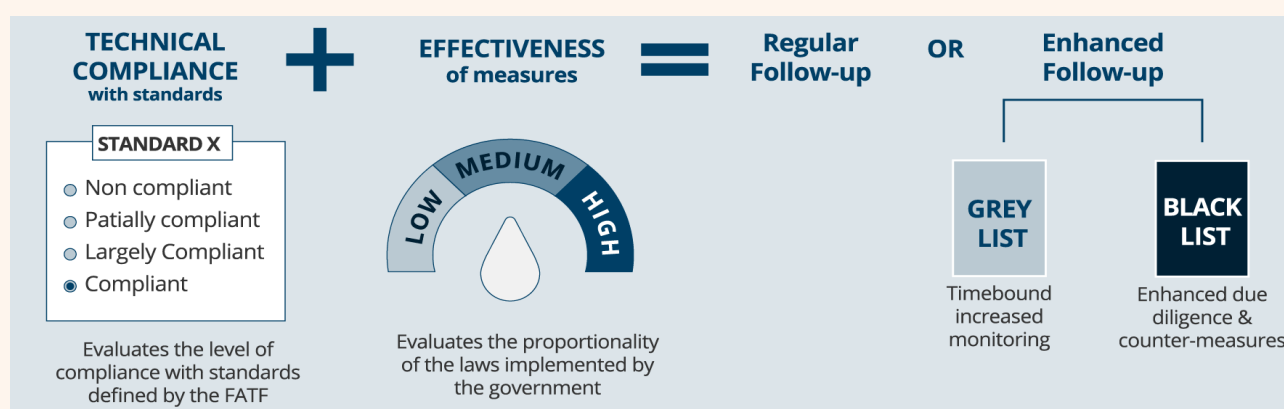 TECHNICAL
COMPLIANCE
with standards
EFFECTIVENESS
of measures
Regular
Follow-up
OR
Enhanced
Follow-up
STANDARD X
Non compliant
Patially compliant
Largely Compliant
Compliant
Evaluates the level of
compliance with standards
defined by the FATF
LOW
MEDIUM
HIGH
Evaluates the proportionality
of the laws implemented by
the government
GREY
LIST
Timebound
increased
monitoring
BLACK
LIST
Enhanced due
diligence &
counter-measures